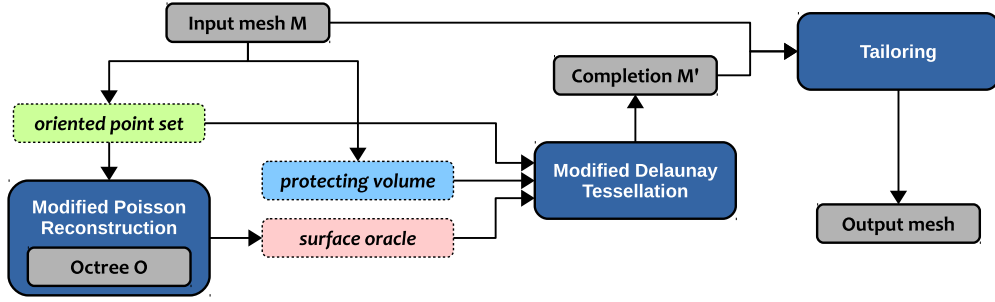 Input mesh M
Tailoring
Completion M'
oriented point set
protecting volume
Modified Delaunay
Tessellation
Modified Poisson
Reconstruction
surface oracle
Output mesh
Octree O